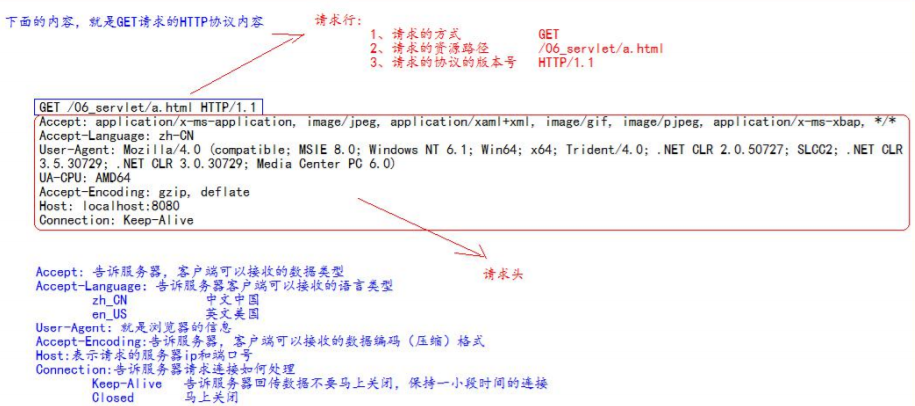 下面的内容, 就是GET请求的HTTP协议内容
请求行:
1、请求的方式 GET
2、请求的资源路径 /06_servlet/a.html
3、请求的协议的版本号 HTTP/1.1
GET /06_servlet/a.html HTTP/1.1
Accept: application/x-ms-application, image/jpeg, application/xaml+xml, image/gif, image/pjpeg, application/x-ms-xbap, */*
Accept-Language: zh-CN
User-Agent: Mozilla/4.0 (compatible; MSIE 8.0; Windows NT 6.1; Win64; x64; Trident/4.0; .NET CLR 2.0.50727; SLCC2; .NET CLR
3.5.30729; .NET CLR 3.0.30729; Media Center PC 6.0)
UA-CPU: AMD64
Accept-Encoding: gzip, deflate
Host: localhost:8080
Connection: Keep-Alive
请求头
Accept: 告诉服务器, 客户端可以接收的数据类型
Accept-Language: 告诉服务器客户端可以接收的语言类型
zh_CN 中文中国
en_US 英文美国
User-Agent: 就是浏览器的信息
Accept-Encoding:告诉服务器, 客户端可以接收的数据编码 (压缩) 格式
Host:表示请求的服务器ip和端口号
Connection:告诉服务器请求连接如何处理
Keep-Alive 告诉服务器回传数据不要马上关闭, 保持一小段时间的连接
Closed 马上关闭